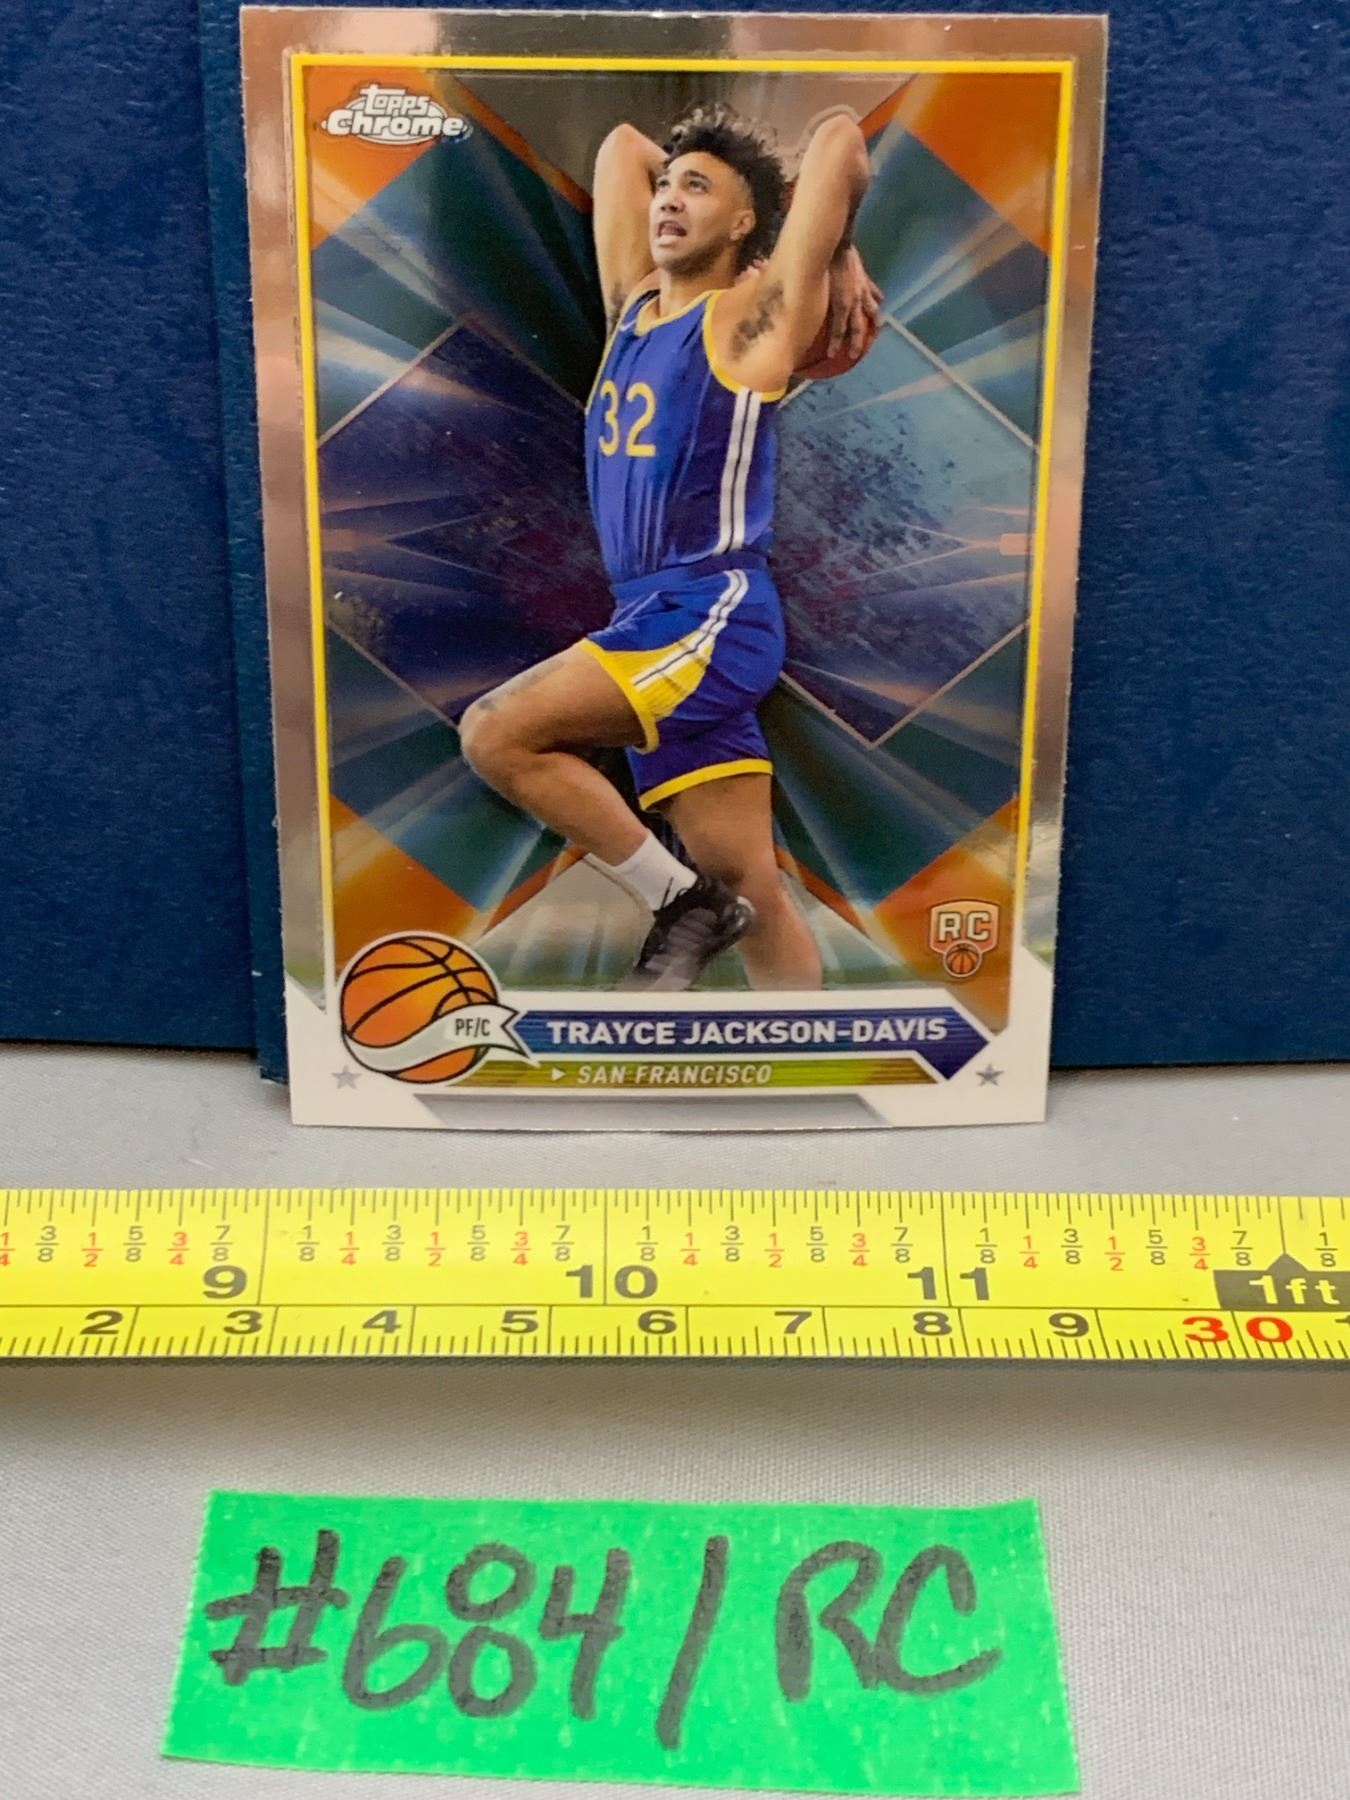 Topps
Chrome
32
RC
PF/C
TRAYCE JACKSON-DAVIS
SAN FRANCISCO
1/4 3/8 1/2 5/8 3/4 7/8 1/8 1/4 3/8 1/2 5/8 3/4 7/8 1/8 1/4 3/8 1/2 5/8 3/4 7/8 1/8 1/4 3/8 1/2 5/8 3/4 7/8 1/8
9 10 10 11 11 1ft
2 3 4 5 6 7 8 9 30 1
#684/RC